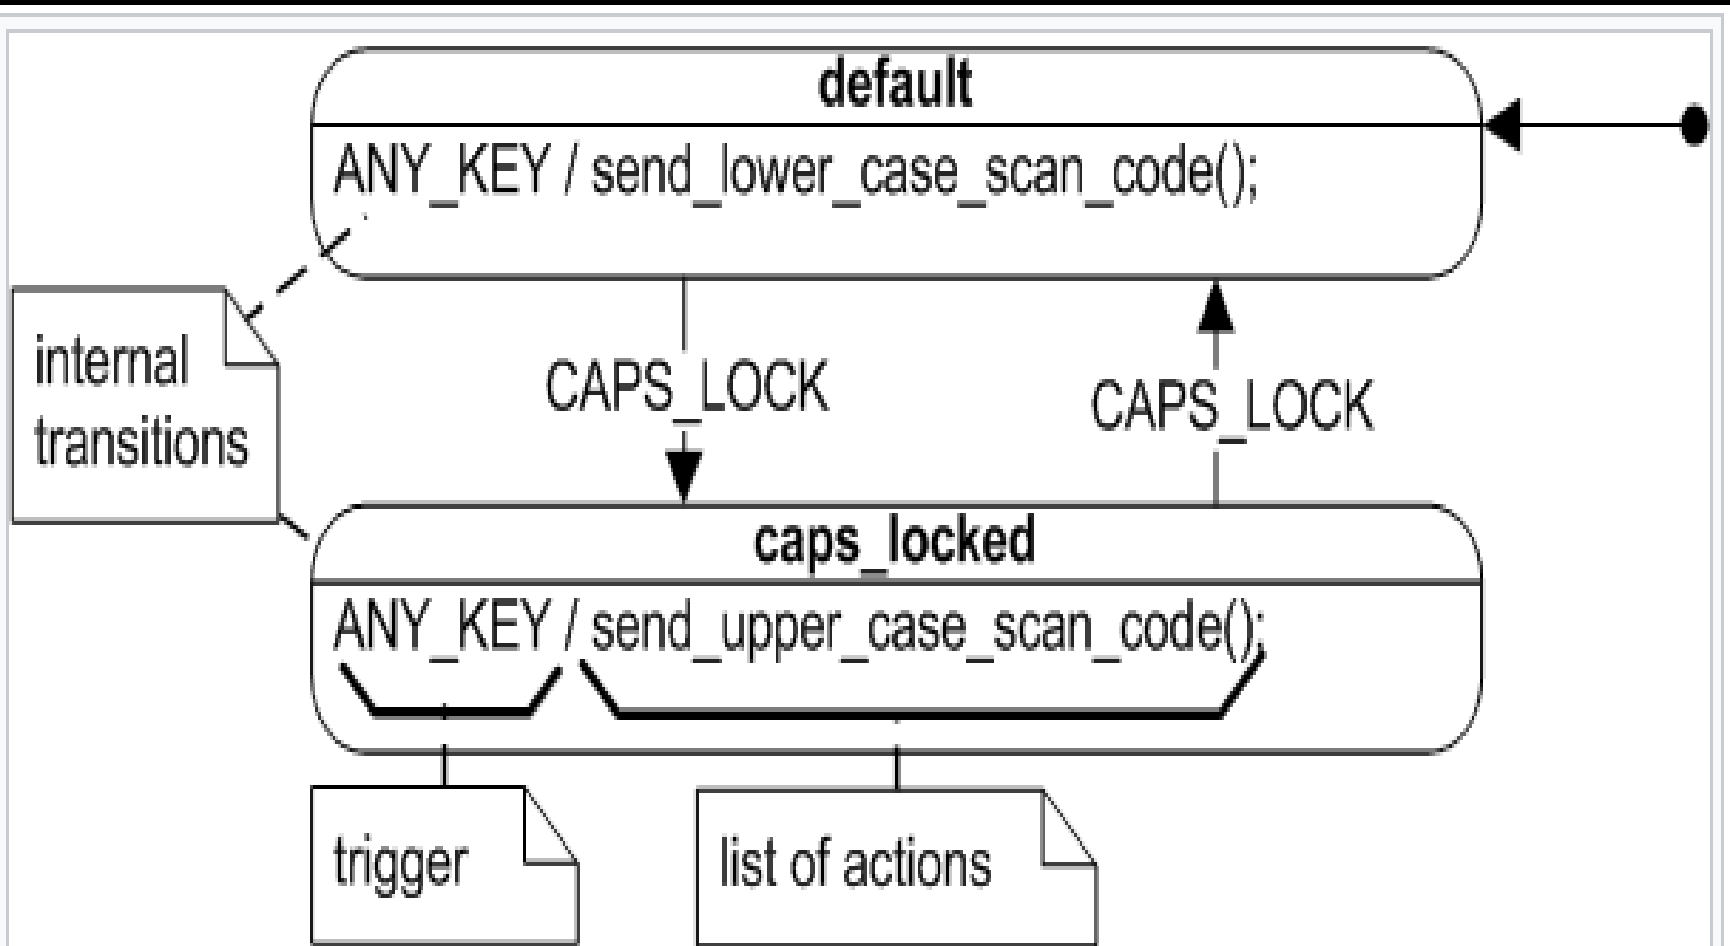 default
ANY_KEY / send_lower_case_scan_code();
internal
transitions
CAPS_LOCK
CAPS_LOCK
caps_locked
ANY_KEY / send_upper_case_scan_code();
trigger
list of actions